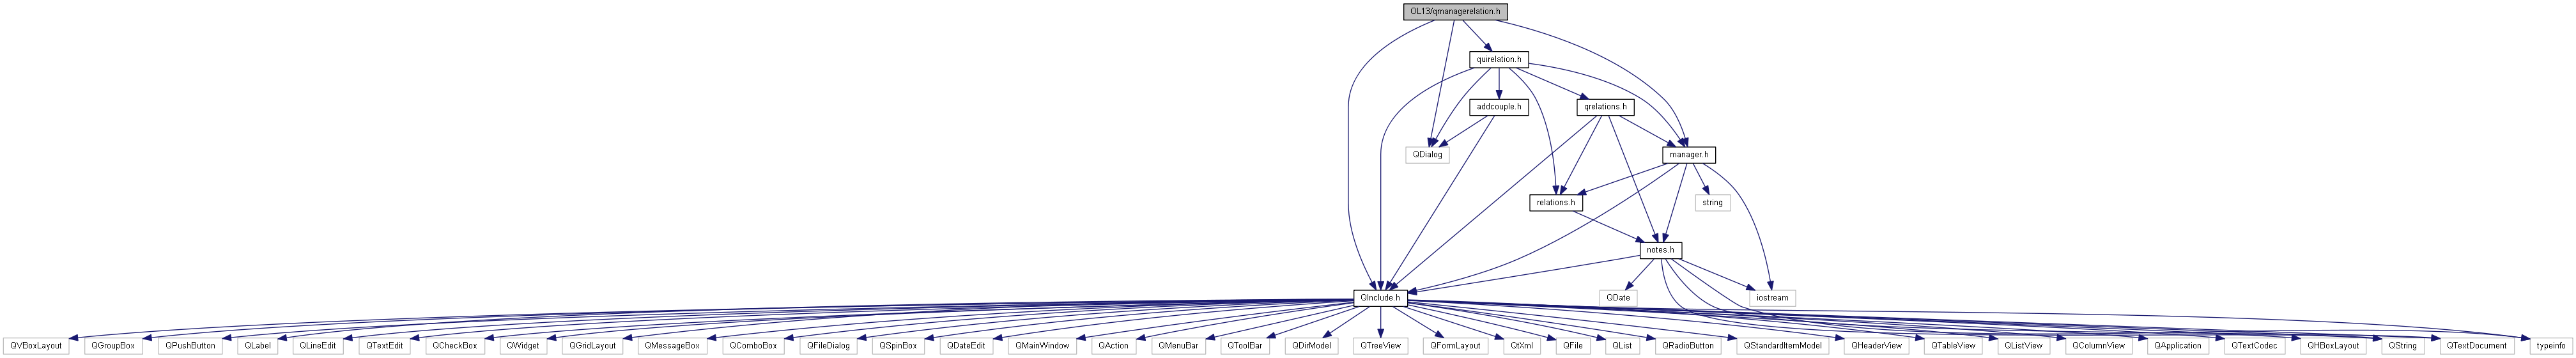 OL13/qmanagerelation.h
quirelation.h
addcouple.h
qrelations.h
QDialog
manager.h
relations.h
string
notes.h
QInclude.h
QDate
iostream
QVBoxLayout
QGroupBox
QPushButton
QLabel
QLineEdit
QTextEdit
QCheckBox
QWidget
QGridLayout
QMessageBox
QComboBox
QFileDialog
QSpinBox
QDateEdit
QMainWindow
QAction
QMenuBar
QToolBar
QDirModel
QTreeView
QFormLayout
QtXml
QFile
QList
QRadioButton
QStandardItemModel
QHeaderView
QTableView
QListView
QColumnView
QApplication
QTextCodec
QHBoxLayout
QString
QTextDocument
typeinfo